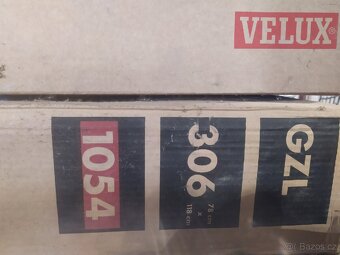 VELUX®
GZL
306
78 cm
x
118 cm
1054
Bazos.cz